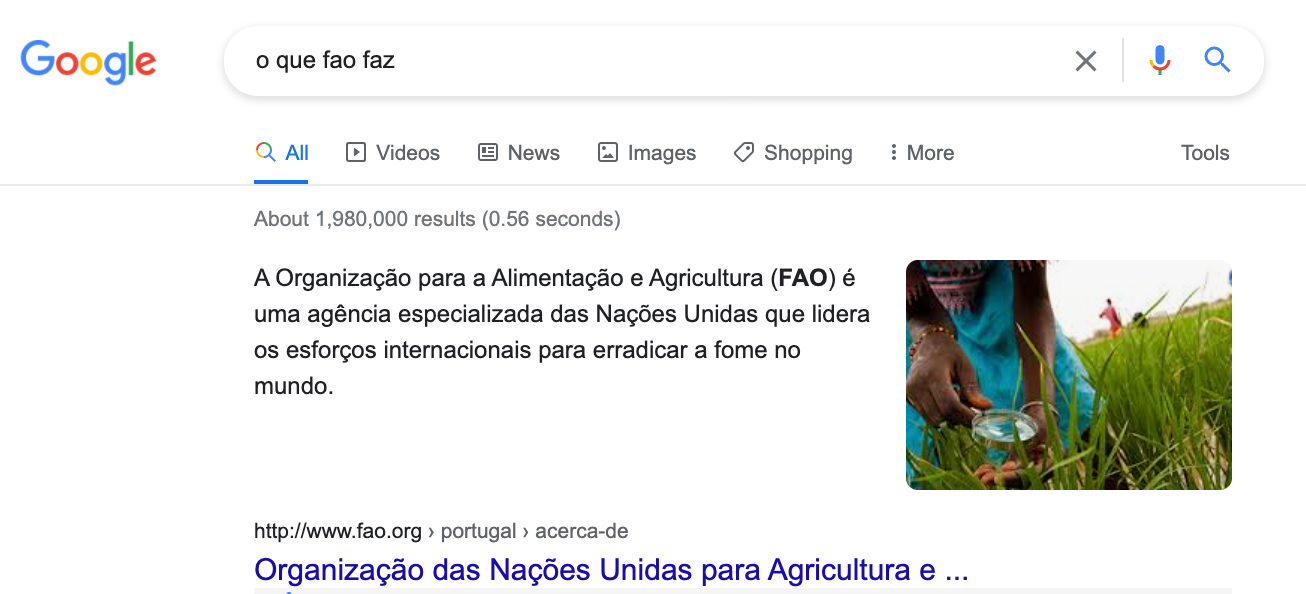 Google
o que fao faz
All Videos News Images Shopping More Tools
About 1,980,000 results (0.56 seconds)
A Organização para a Alimentação e Agricultura (FAO) é
uma agência especializada das Nações Unidas que lidera
os esforços internacionais para erradicar a fome no
mundo.
http://www.fao.org › portugal › acerca-de
Organização das Nações Unidas para Agricultura e ...